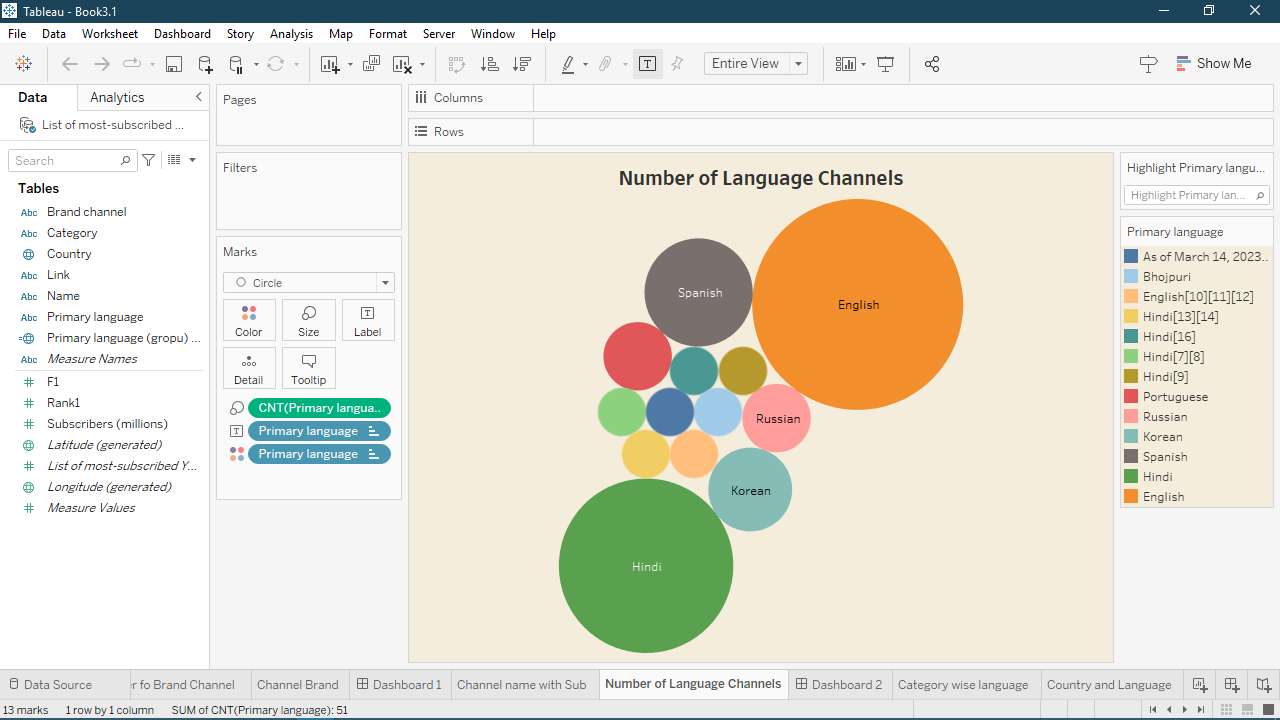 Tableau - Book3.1
File Data Worksheet Dashboard Story Analysis Map Format Server Window Help
Entire View
Show Me
Data Analytics
List of most-subscribed ...
Search
Tables
Abc Brand channel
Abc Category
Country
Abc Link
Abc Name
Abc Primary language
Primary language (gropu) ...
Abc Measure Names
F1
Rank1
Subscribers (millions)
Latitude (generated)
List of most-subscribed Y...
Longitude (generated)
Measure Values
Pages
Filters
Marks
Circle
Color Size Label
Detail Tooltip
CNT(Primary langua..
Primary language
Primary language
Columns
Rows
Number of Language Channels
Spanish
English
Russian
Korean
Hindi
Highlight Primary langu...
Highlight Primary lan...
Primary language
As of March 14, 2023..
Bhojpuri
English[10][11][12]
Hindi[13][14]
Hindi[16]
Hindi[7][8]
Hindi[9]
Portuguese
Russian
Korean
Spanish
Hindi
English
Data Source er fo Brand Channel Channel Brand Dashboard 1 Channel name with Sub Number of Language Channels Dashboard 2 Category wise language Country and Language
13 marks 1 row by 1 column SUM of CNT(Primary language): 51